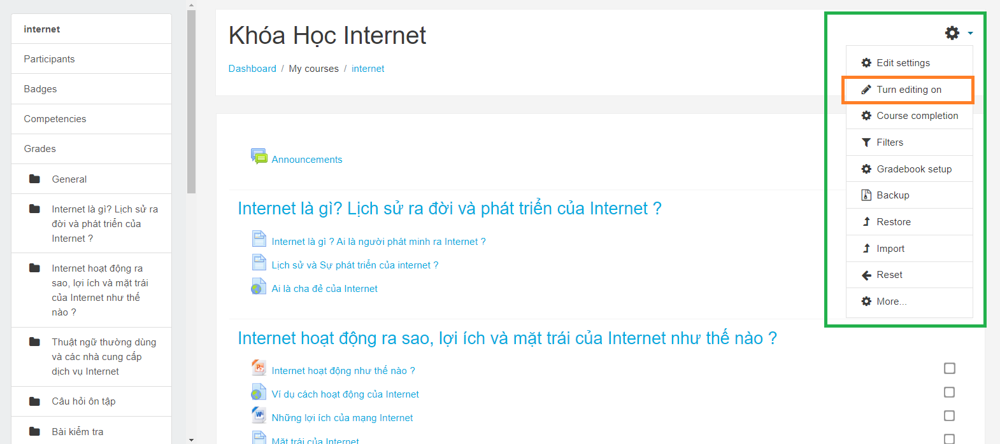 internet
Participants
Badges
Competencies
Grades
General
Internet là gì? Lịch sử ra
đời và phát triển của
Internet ?
Internet hoạt động ra
sao, lợi ích và mặt trái
của Internet như thế
nào ?
Thuật ngữ thường dùng
và các nhà cung cấp
dịch vụ Internet
Câu hỏi ôn tập
Bài kiểm tra
Khóa Học Internet
Dashboard / My courses / internet
Announcements
Internet là gì? Lịch sử ra đời và phát triển của Internet ?
Internet là gì ? Ai là người phát minh ra Internet ?
Lịch sử và Sự phát triển của internet ?
Ai là cha đẻ của Internet
Internet hoạt động ra sao, lợi ích và mặt trái của Internet như thế nào ?
Internet hoạt động như thế nào ?
Ví dụ cách hoạt động của Internet
Những lợi ích của mạng Internet
Mặt trái của Internet
Edit settings
Turn editing on
Course completion
Filters
Gradebook setup
Backup
Restore
Import
Reset
More...